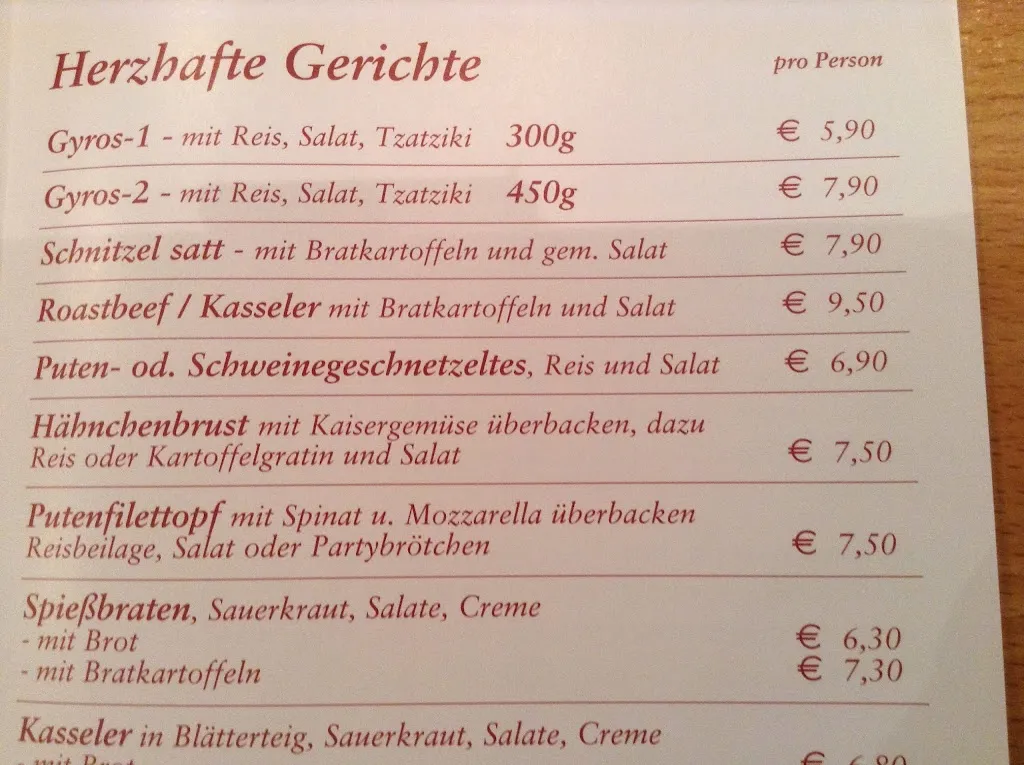 Herzhafte Gerichte pro Person
Gyros-1 - mit Reis, Salat, Tzatziki 300g € 5,90
Gyros-2 - mit Reis, Salat, Tzatziki 450g € 7,90
Schnitzel satt - mit Bratkartoffeln und gem. Salat € 7,90
Roastbeef / Kasseler mit Bratkartoffeln und Salat € 9,50
Puten- od. Schweinegeschnetzeltes, Reis und Salat € 6,90
Hähnchenbrust mit Kaisergemüse überbacken, dazu
Reis oder Kartoffelgratin und Salat € 7,50
Putenfilettopf mit Spinat u. Mozzarella überbacken
Reisbeilage, Salat oder Partybrötchen € 7,50
Spießbraten, Sauerkraut, Salate, Creme
- mit Brot € 6,30
- mit Bratkartoffeln € 7,30
Kasseler in Blätterteig, Sauerkraut, Salate, Creme
- mit Brot € 6,80